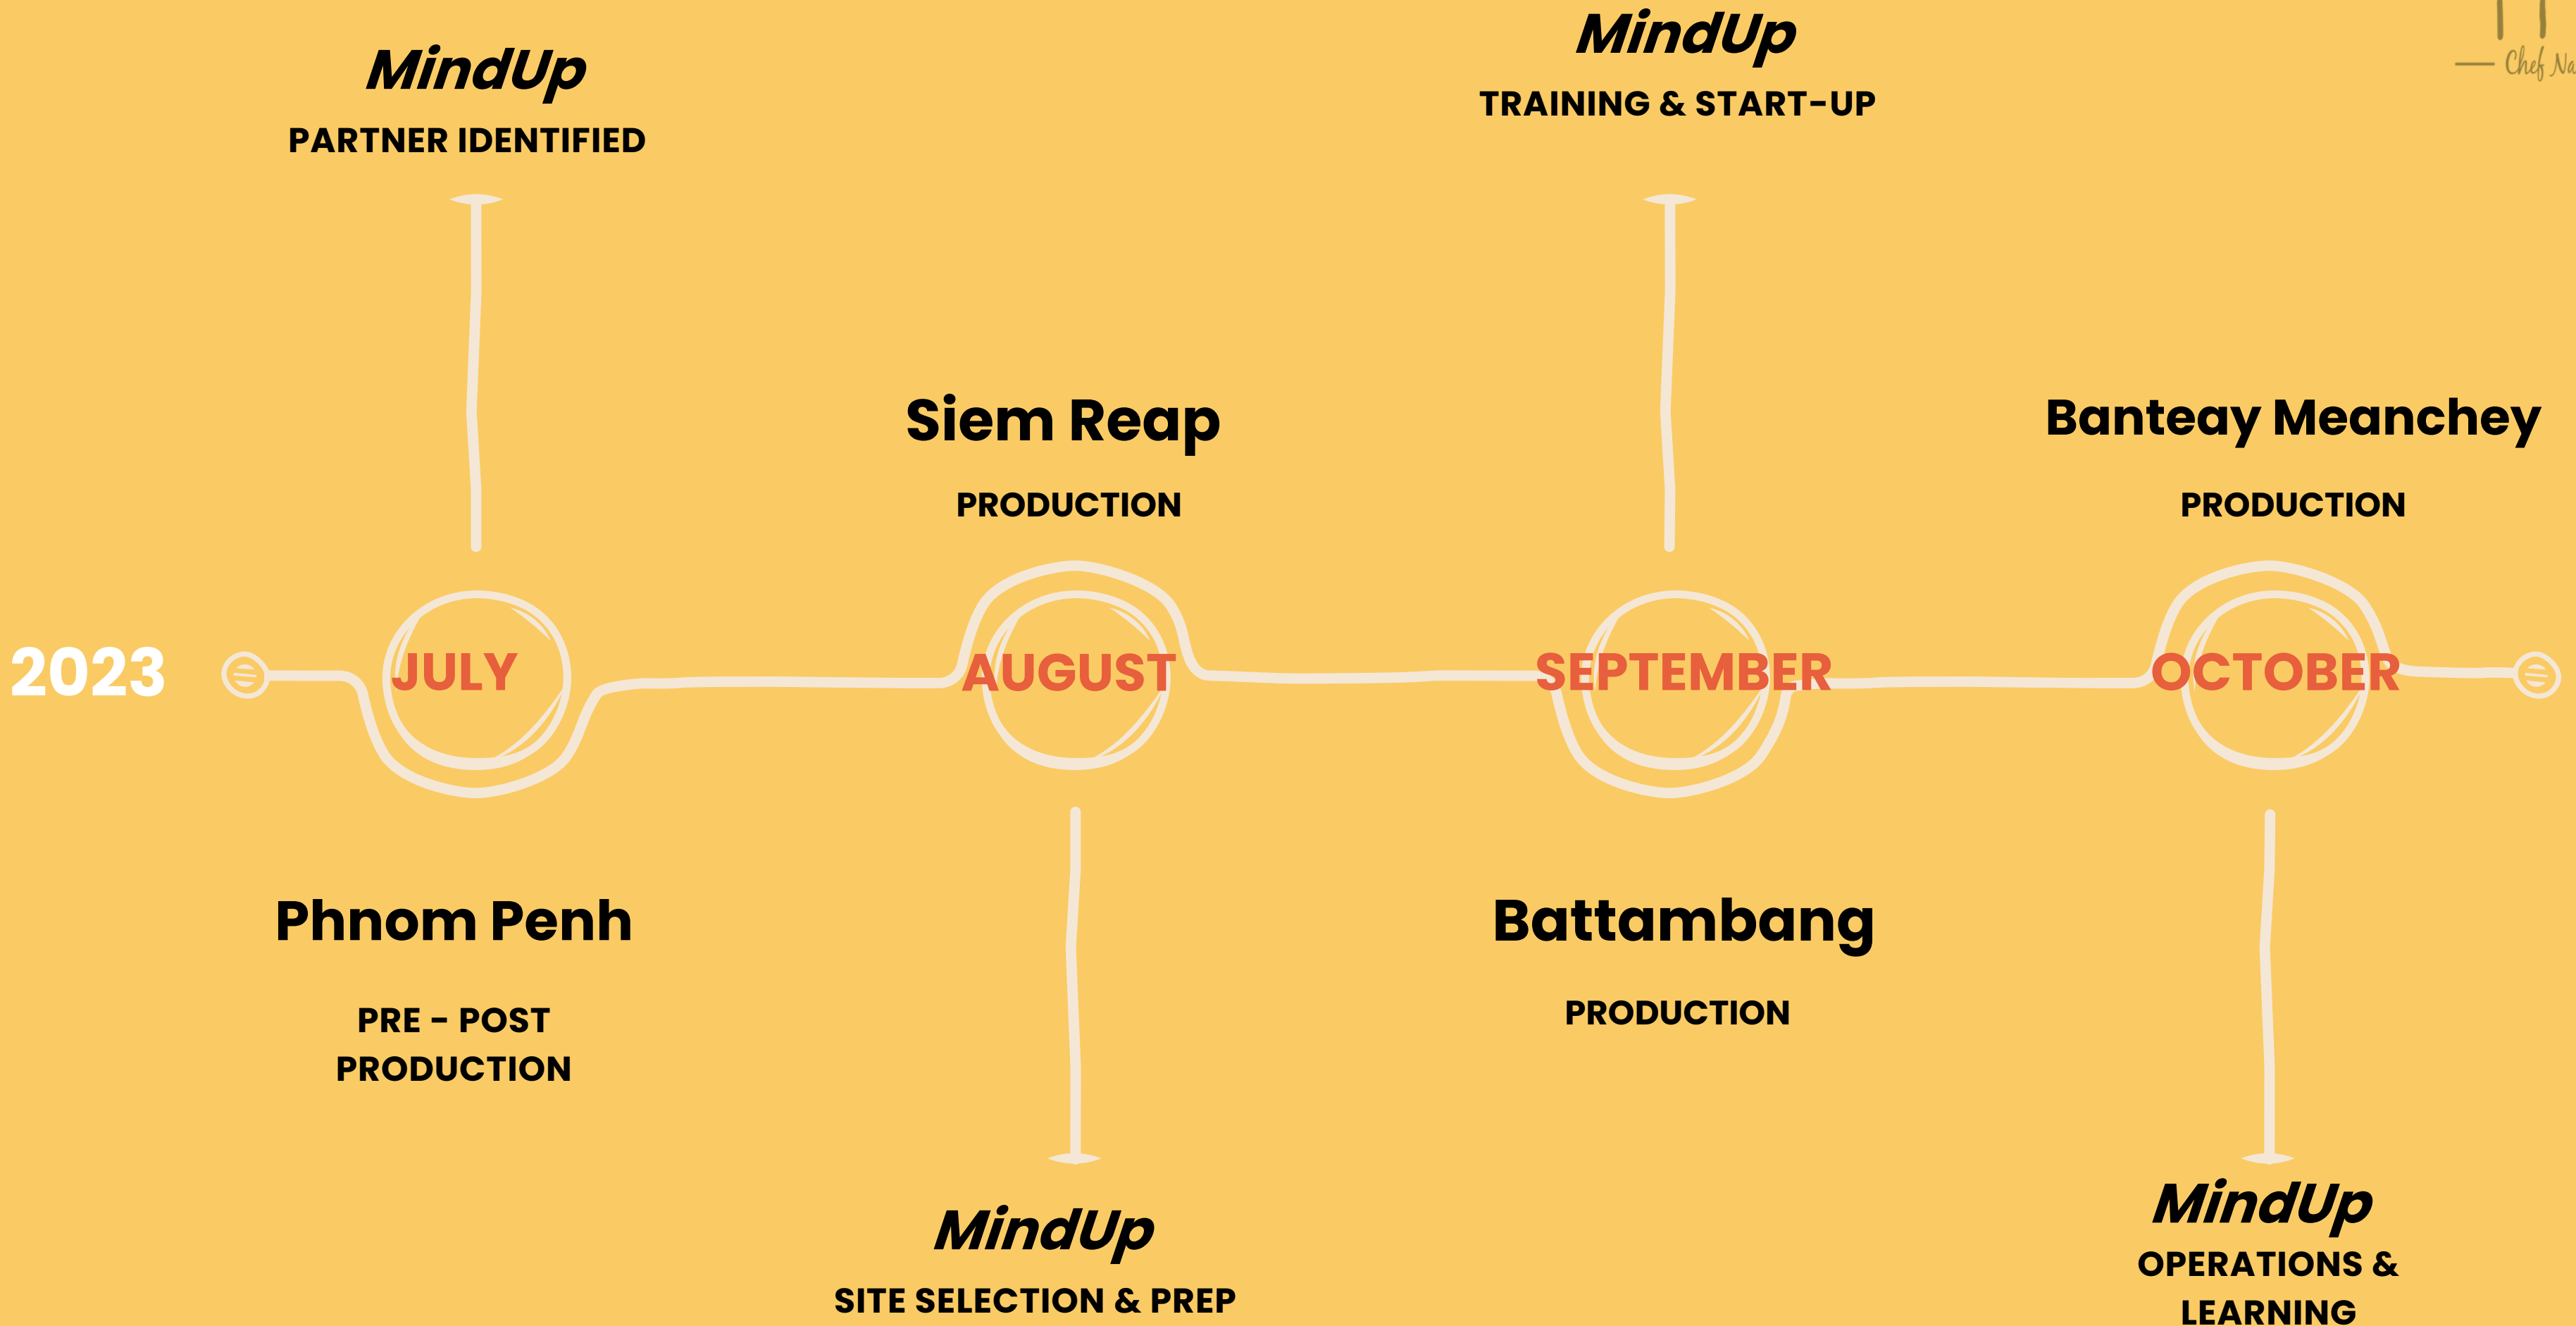 MindUp
PARTNER IDENTIFIED
MindUp
TRAINING & START-UP
Chef
Siem Reap
PRODUCTION
Banteay Meanchey
PRODUCTION
2023
JULY
AUGUST
SEPTEMBER
OCTOBER
Phnom Penh
PRE - POST
PRODUCTION
Battambang
PRODUCTION
MindUp
SITE SELECTION & PREP
MindUp
OPERATIONS &
LEARNING